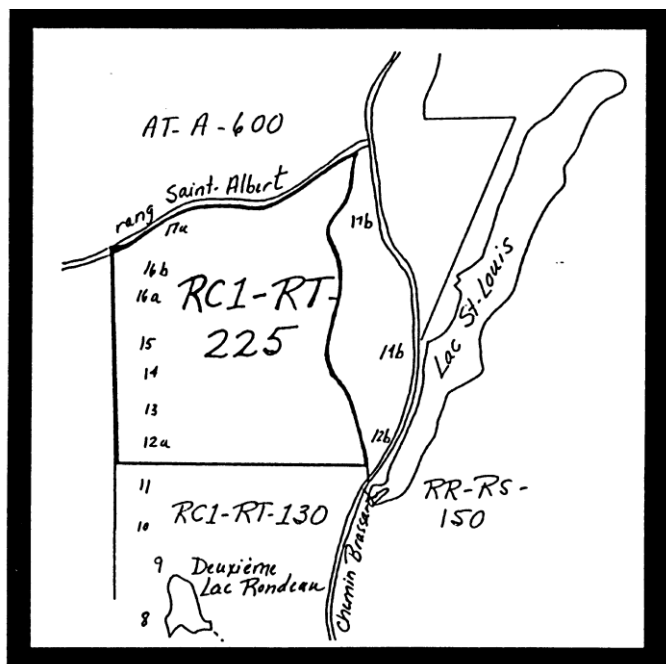 AT-A-600
rang Saint-Albert
17a
17b
16b
16a
RC1-RT-
225
15
14
14b
13
12a
12b
Lac St-Louis
11
10
RC1-RT-130
RR-RS-
150
9
Deuxième
Lac Rondeau
8
Chemin Brassard